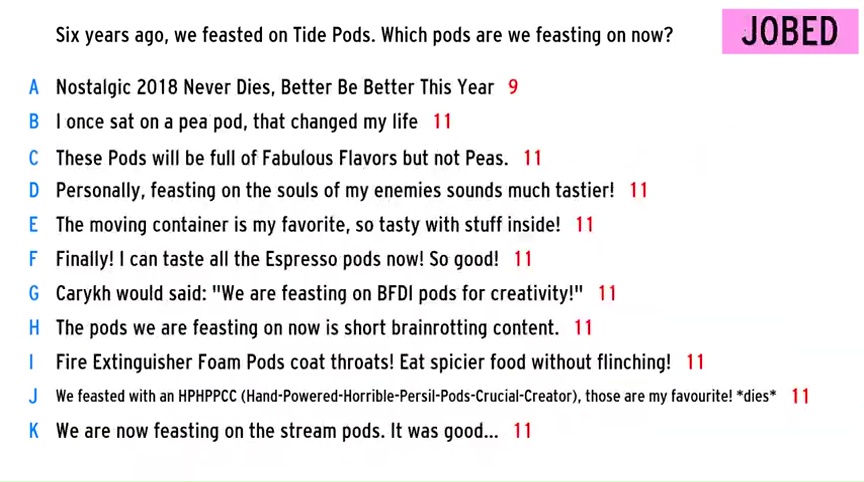 Six years ago, we feasted on Tide Pods. Which pods are we feasting on now?
JOBED
A Nostalgic 2018 Never Dies, Better Be Better This Year 9
B I once sat on a pea pod, that changed my life 11
C These Pods will be full of Fabulous Flavors but not Peas. 11
D Personally, feasting on the souls of my enemies sounds much tastier! 11
E The moving container is my favorite, so tasty with stuff inside! 11
F Finally! I can taste all the Espresso pods now! So good! 11
G Carykh would said: "We are feasting on BFDI pods for creativity!" 11
H The pods we are feasting on now is short brainrotting content. 11
I Fire Extinguisher Foam Pods coat throats! Eat spicier food without flinching! 11
J We feasted with an HPHPPCC (Hand-Powered-Horrible-Persil-Pods-Crucial-Creator), those are my favourite! *dies* 11
K We are now feasting on the stream pods. It was good... 11